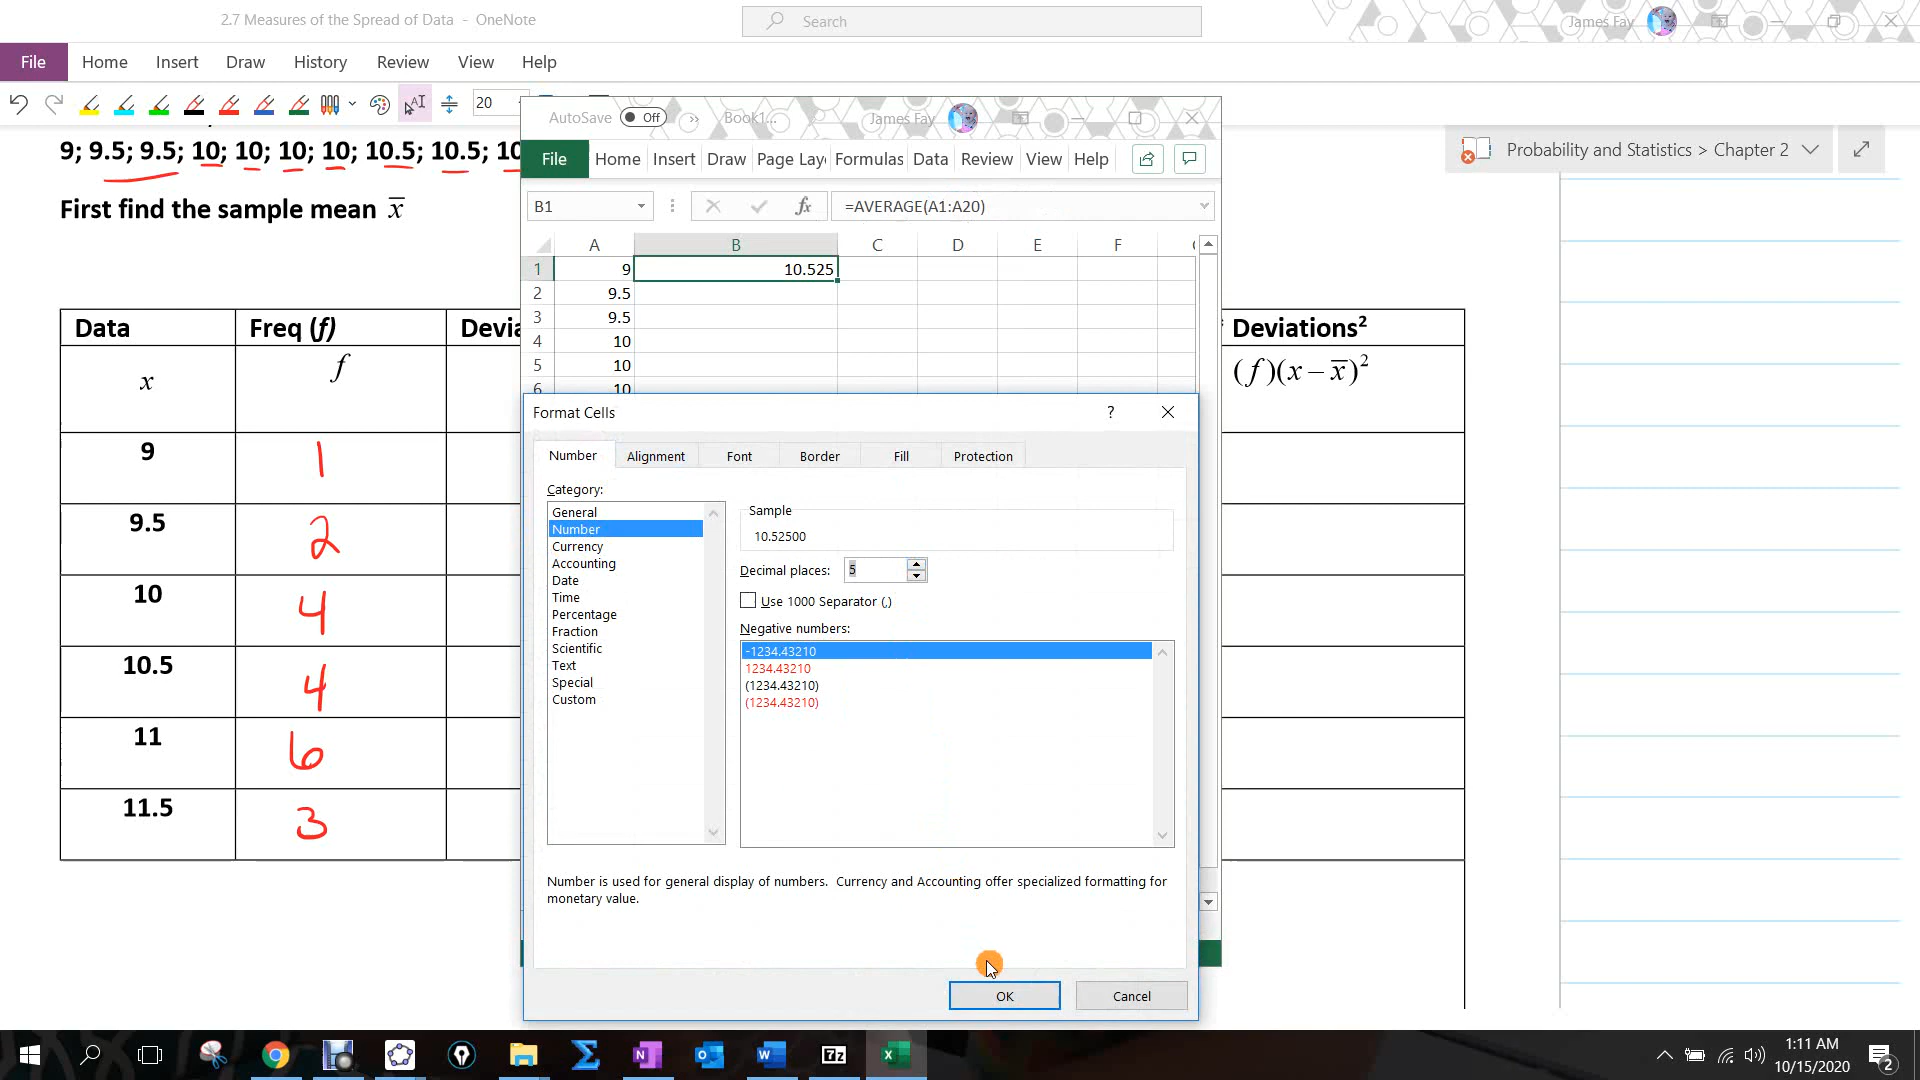 2.7 Measures of the Spread of Data - OneNote
Search
James Fay
File Home Insert Draw History Review View Help
20
9; 9.5; 9.5; 10; 10; 10; 10; 10.5; 10.5; 10
First find the sample mean x̅
Probability and Statistics > Chapter 2
Data Freq (f) Devia Deviations²
x f (f)(x – x̅)²
9 1
9.5 2
10 4
10.5 4
11 6
11.5 3
AutoSave Off Book1... James Fay
File Home Insert Draw Page Lay Formulas Data Review View Help
B1 fx =AVERAGE(A1:A20)
A B C D E F
1 9 10.525
2 9.5
3 9.5
4 10
5 10
6 10
Format Cells ?
Number Alignment Font Border Fill Protection
Category:
General
Number
Currency
Accounting
Date
Time
Percentage
Fraction
Scientific
Text
Special
Custom
Sample
10.52500
Decimal places: 5
Use 1000 Separator (,)
Negative numbers:
-1234.43210
1234.43210
(1234.43210)
(1234.43210)
Number is used for general display of numbers. Currency and Accounting offer specialized formatting for
monetary value.
OK Cancel
1:11 AM
10/15/2020
2